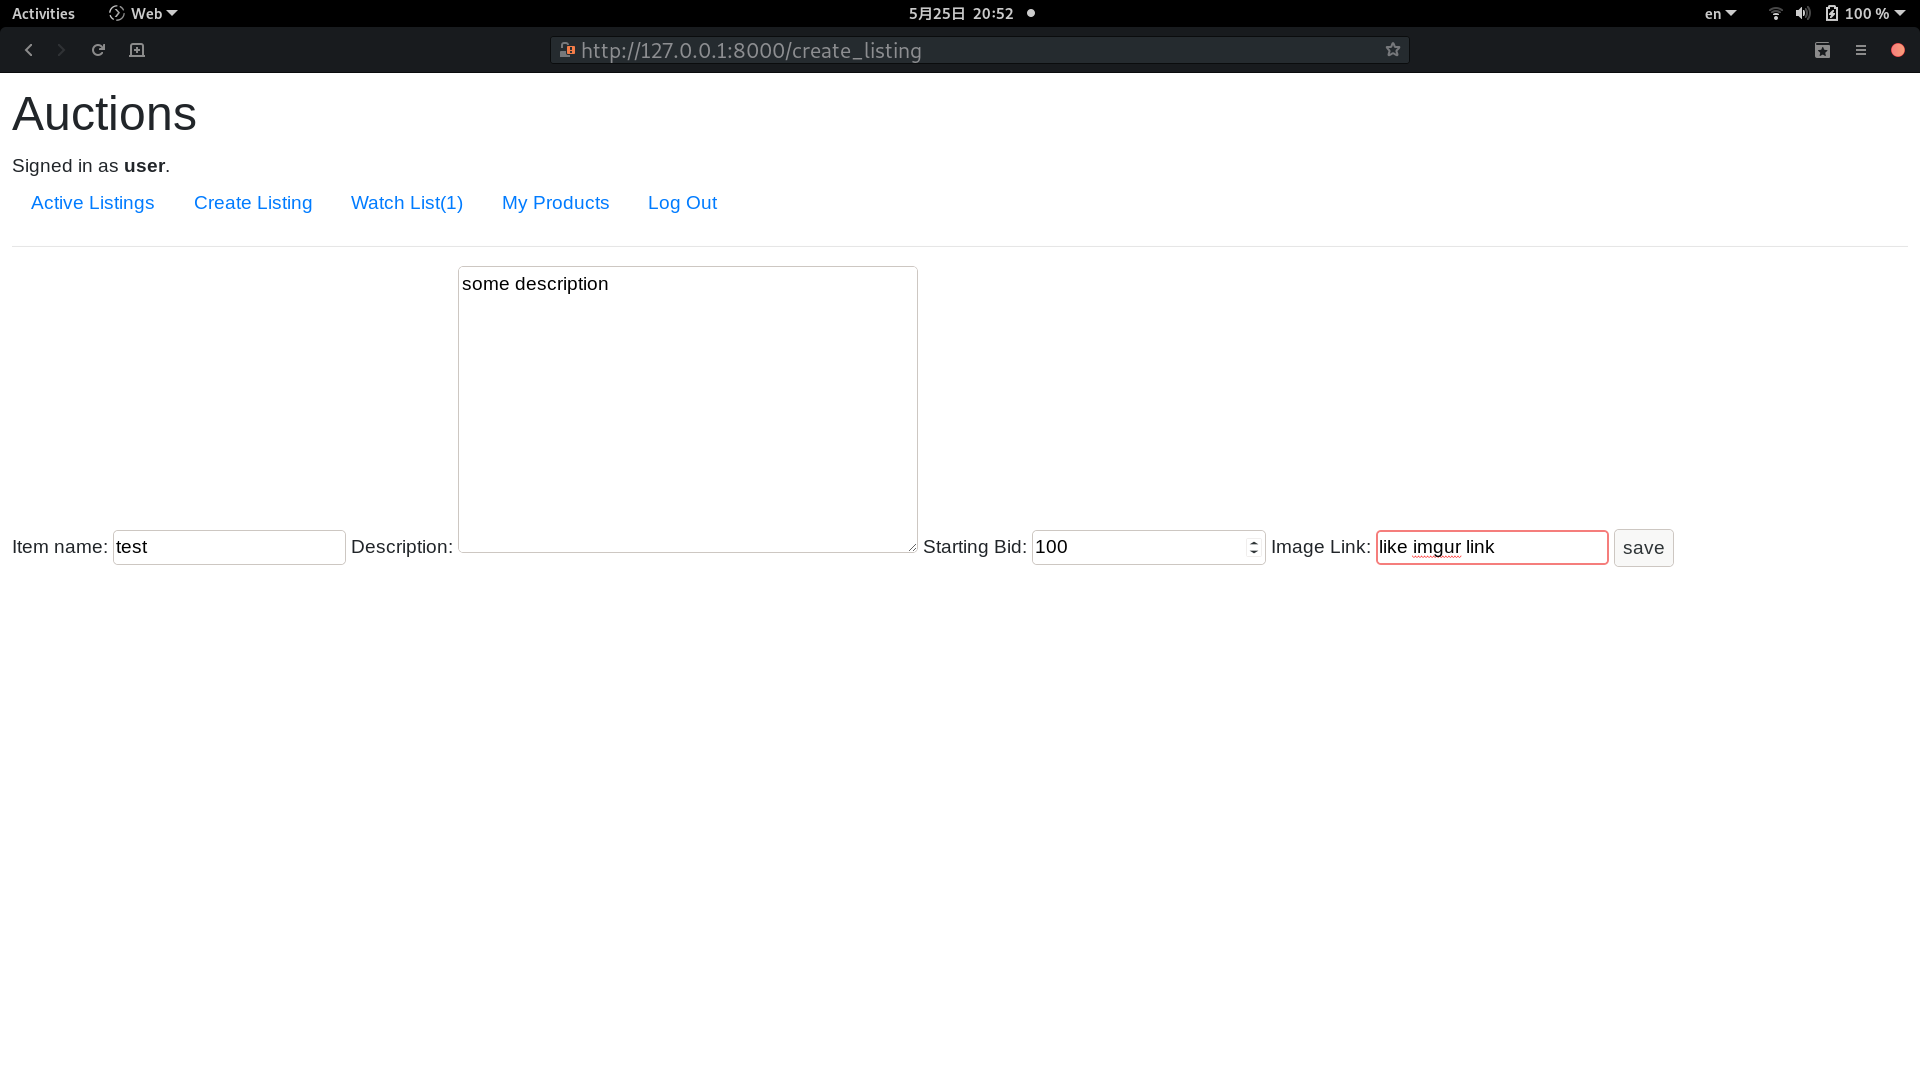 Activities Web 5月25日 20:52 en 100 %
http://127.0.0.1:8000/create_listing
Auctions
Signed in as user.
Active Listings Create Listing Watch List(1) My Products Log Out
some description
Item name: test Description: Starting Bid: 100 Image Link: like imgur link save